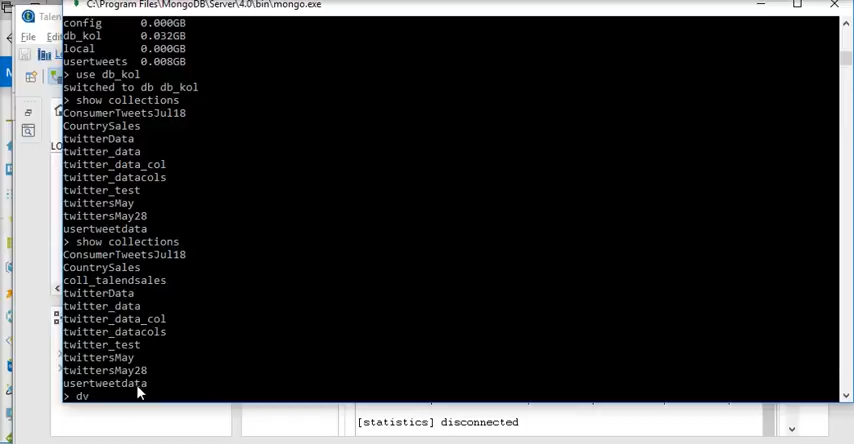 C:\Program Files\MongoDB\Server\4.0\bin\mongo.exe
Talen
File
config 0.000GB
db_kol 0.032GB
local 0.000GB
usertweets 0.008GB
> use db_kol
switched to db db_kol
> show collections
ConsumerTweetsJul18
CountrySales
twitterData
twitter_data
twitter_data_col
twitter_datacols
twitter_test
twittersMay
twittersMay28
usertweetdata
> show collections
ConsumerTweetsJul18
CountrySales
coll_talendsales
twitterData
twitter_data
twitter_data_col
twitter_datacols
twitter_test
twittersMay
twittersMay28
usertweetdata
> dv
[statistics] disconnected